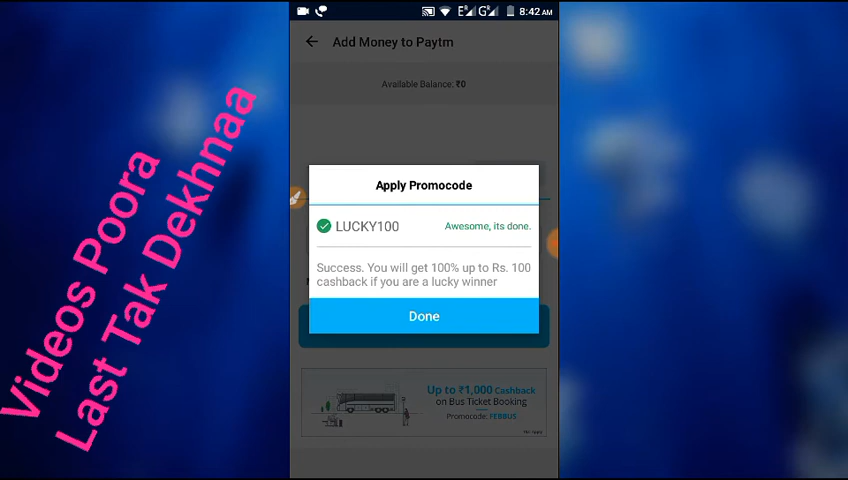 Videos Poora
Last Tak Dekhnaa
8:42 AM
Add Money to Paytm
Available Balance: ₹0
Apply Promocode
LUCKY100
Awesome, its done.
Success. You will get 100% up to Rs. 100
cashback if you are a lucky winner
Done
Up to ₹1,000 Cashback
on Bus Ticket Booking
Promocode: FEBBUS